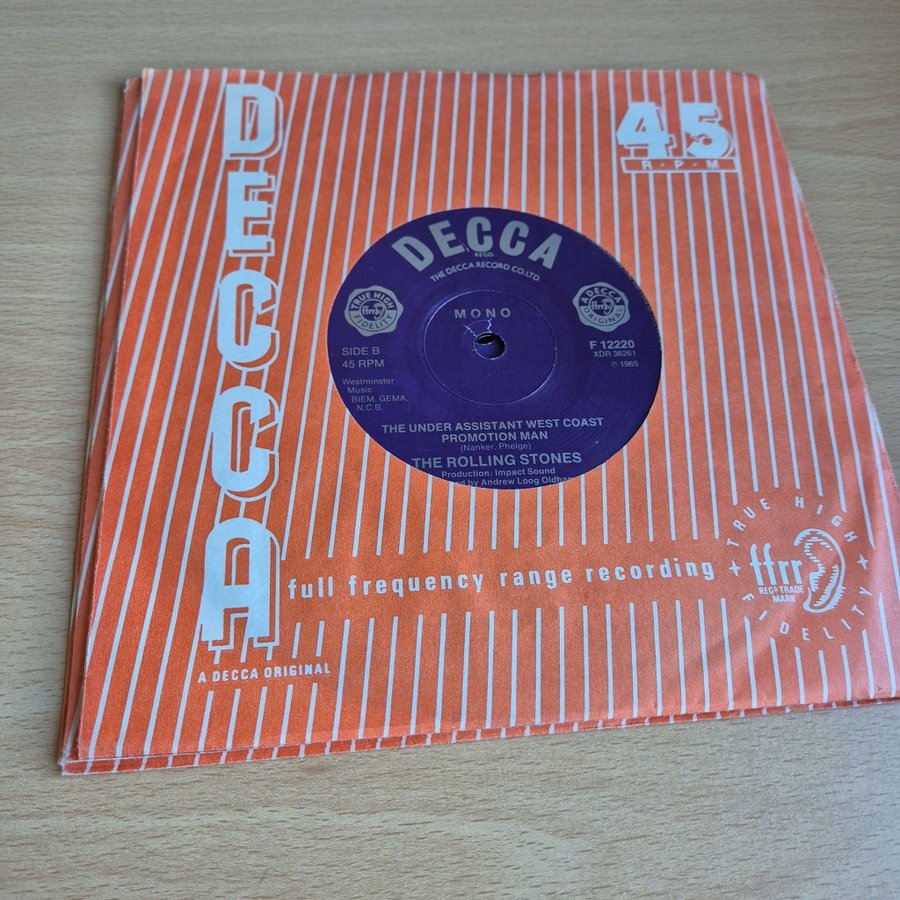 DECCA
45
R·P·M
DECCA
REGD.
THE DECCA RECORD CO. LTD.
TRUE HIGH
ffrr
FIDELITY
MONO
A DECCA
ffrr
ORIGINAL
SIDE B
45 RPM
F 12220
XDR 36261
℗ 1965
Westminster
Music
BIEM, GEMA,
N.C.B.
THE UNDER ASSISTANT WEST COAST
PROMOTION MAN
(Nanker, Phelge)
THE ROLLING STONES
Production: Impact Sound
by Andrew Loog
full frequency range recording
TRUE HIGH
ffrr
REGD TRADE
MARK
FIDELITY
A DECCA ORIGINAL